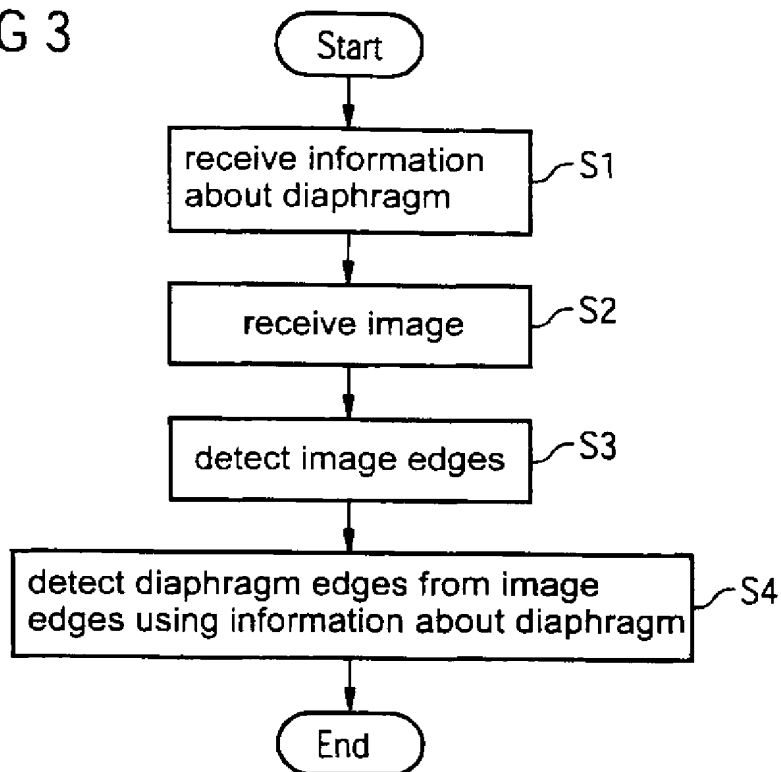 G 3
Start
receive information
about diaphragm
S1
receive image
S2
detect image edges
S3
detect diaphragm edges from image
edges using information about diaphragm
S4
End